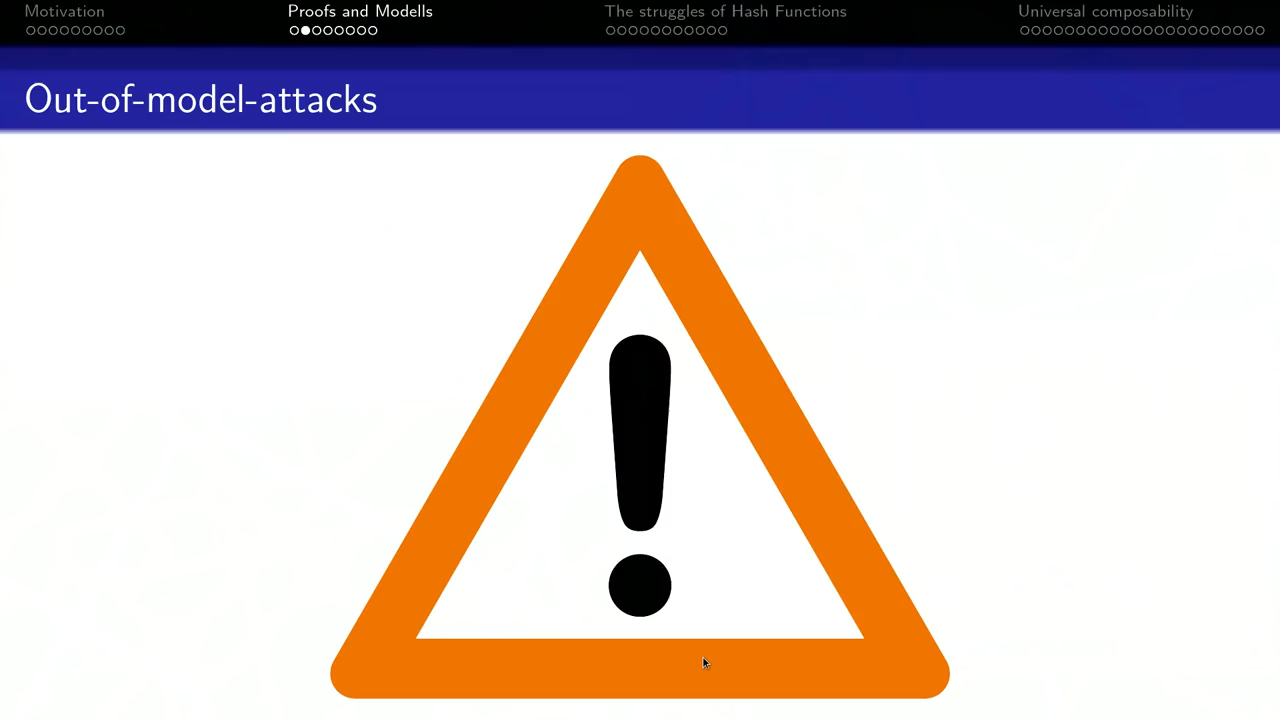 Motivation
Proofs and Modells
The struggles of Hash Functions
Universal composability
Out-of-model-attacks
!